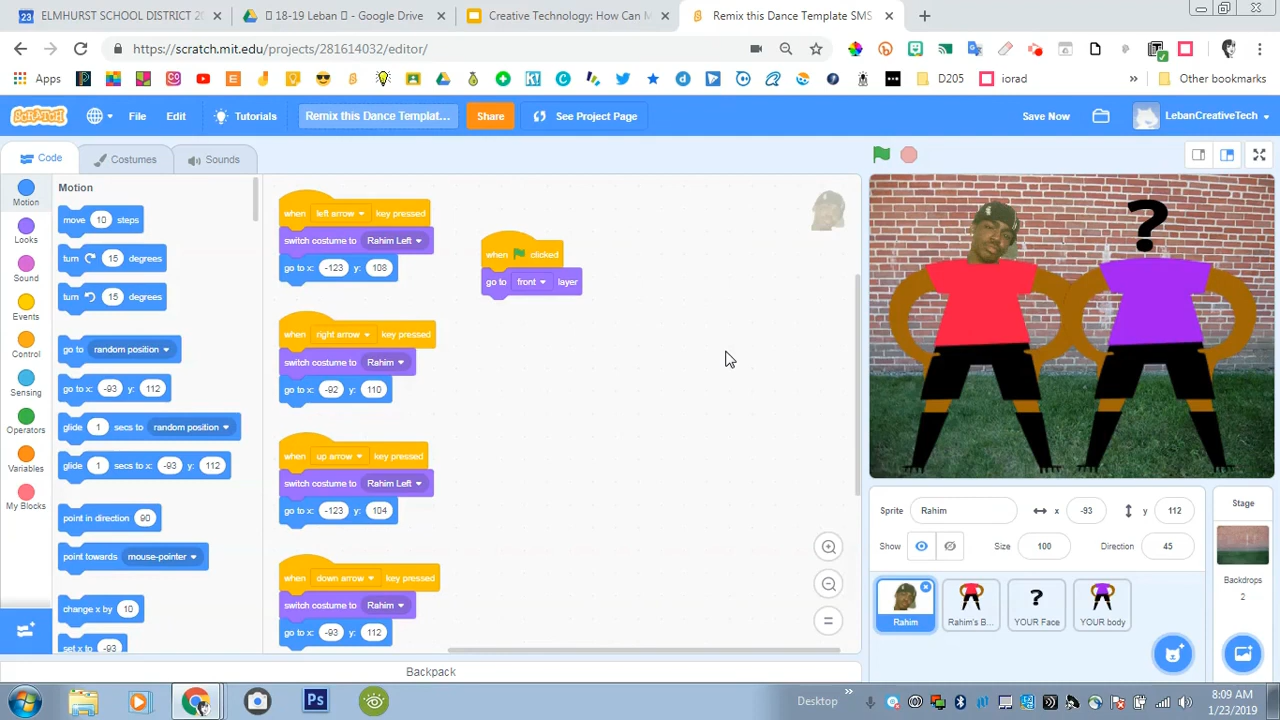 ELMHURST SCHOOL DISTRICT 20
18-19 Leban
- Google Drive
Creative Technology: How Can M
Remix this Dance Template SMS
https://scratch.mit.edu/projects/281614032/editor/
Apps
D205
iorad
Other bookmarks
SCRATCH
File
Edit
Tutorials
Remix this Dance Templat...
Share
See Project Page
Save Now
LebanCreativeTech
Code
Costumes
Sounds
Motion
Looks
Sound
Events
Control
Sensing
Operators
Variables
My Blocks
Motion
move 10 steps
turn 15 degrees
turn 15 degrees
go to random position
go to x: -93 y: 112
glide 1 secs to random position
glide 1 secs to x: -93 y: 112
point in direction 90
point towards mouse-pointer
change x by 10
set x to -93
when left arrow key pressed
switch costume to Rahim Left
go to x: -123 y: 108
when right arrow key pressed
switch costume to Rahim
go to x: -92 y: 110
when up arrow key pressed
switch costume to Rahim Left
go to x: -123 y: 104
when down arrow key pressed
switch costume to Rahim
go to x: -93 y: 112
when clicked
go to front layer
?
Sprite Rahim x -93 y 112
Show Size 100 Direction 45
Rahim
Rahim's B...
?
YOUR Face
YOUR body
Stage
Backdrops
2
Backpack
Desktop
8:09 AM
1/23/2019